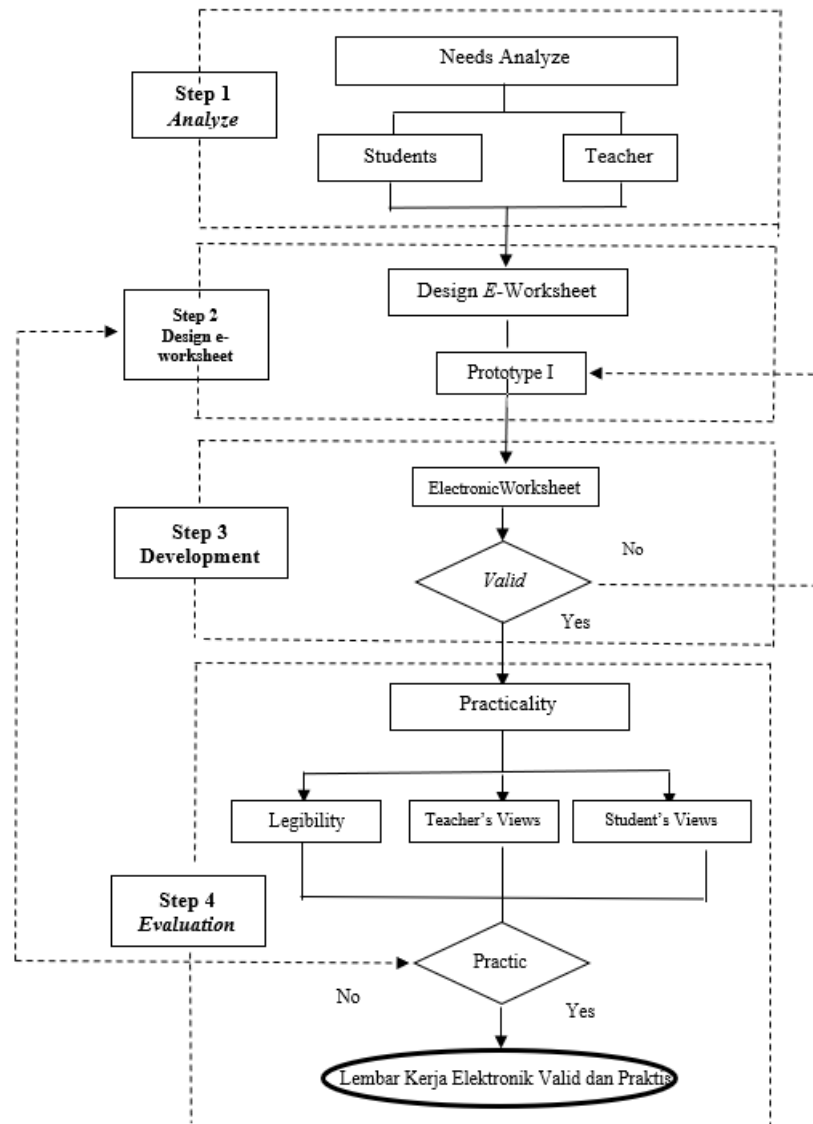 Needs Analyze
Step 1
Analyze
Students
Teacher
Design E-Worksheet
Step 2
Design e-
worksheet
Prototype I
ElectronicWorksheet
Step 3
Development
No
Valid
Yes
Practicality
Legibility
Teacher's Views
Student's Views
Step 4
Evaluation
Practic
No
Yes
Lembar Kerja Elektronik Valid dan Praktis